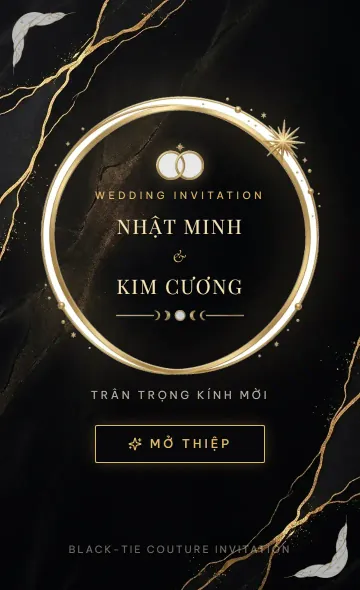 WEDDING INVITATION
NHẬT MINH
&
KIM CƯƠNG
TRÂN TRỌNG KÍNH MỜI
MỞ THIỆP
BLACK-TIE COUTURE INVITATION